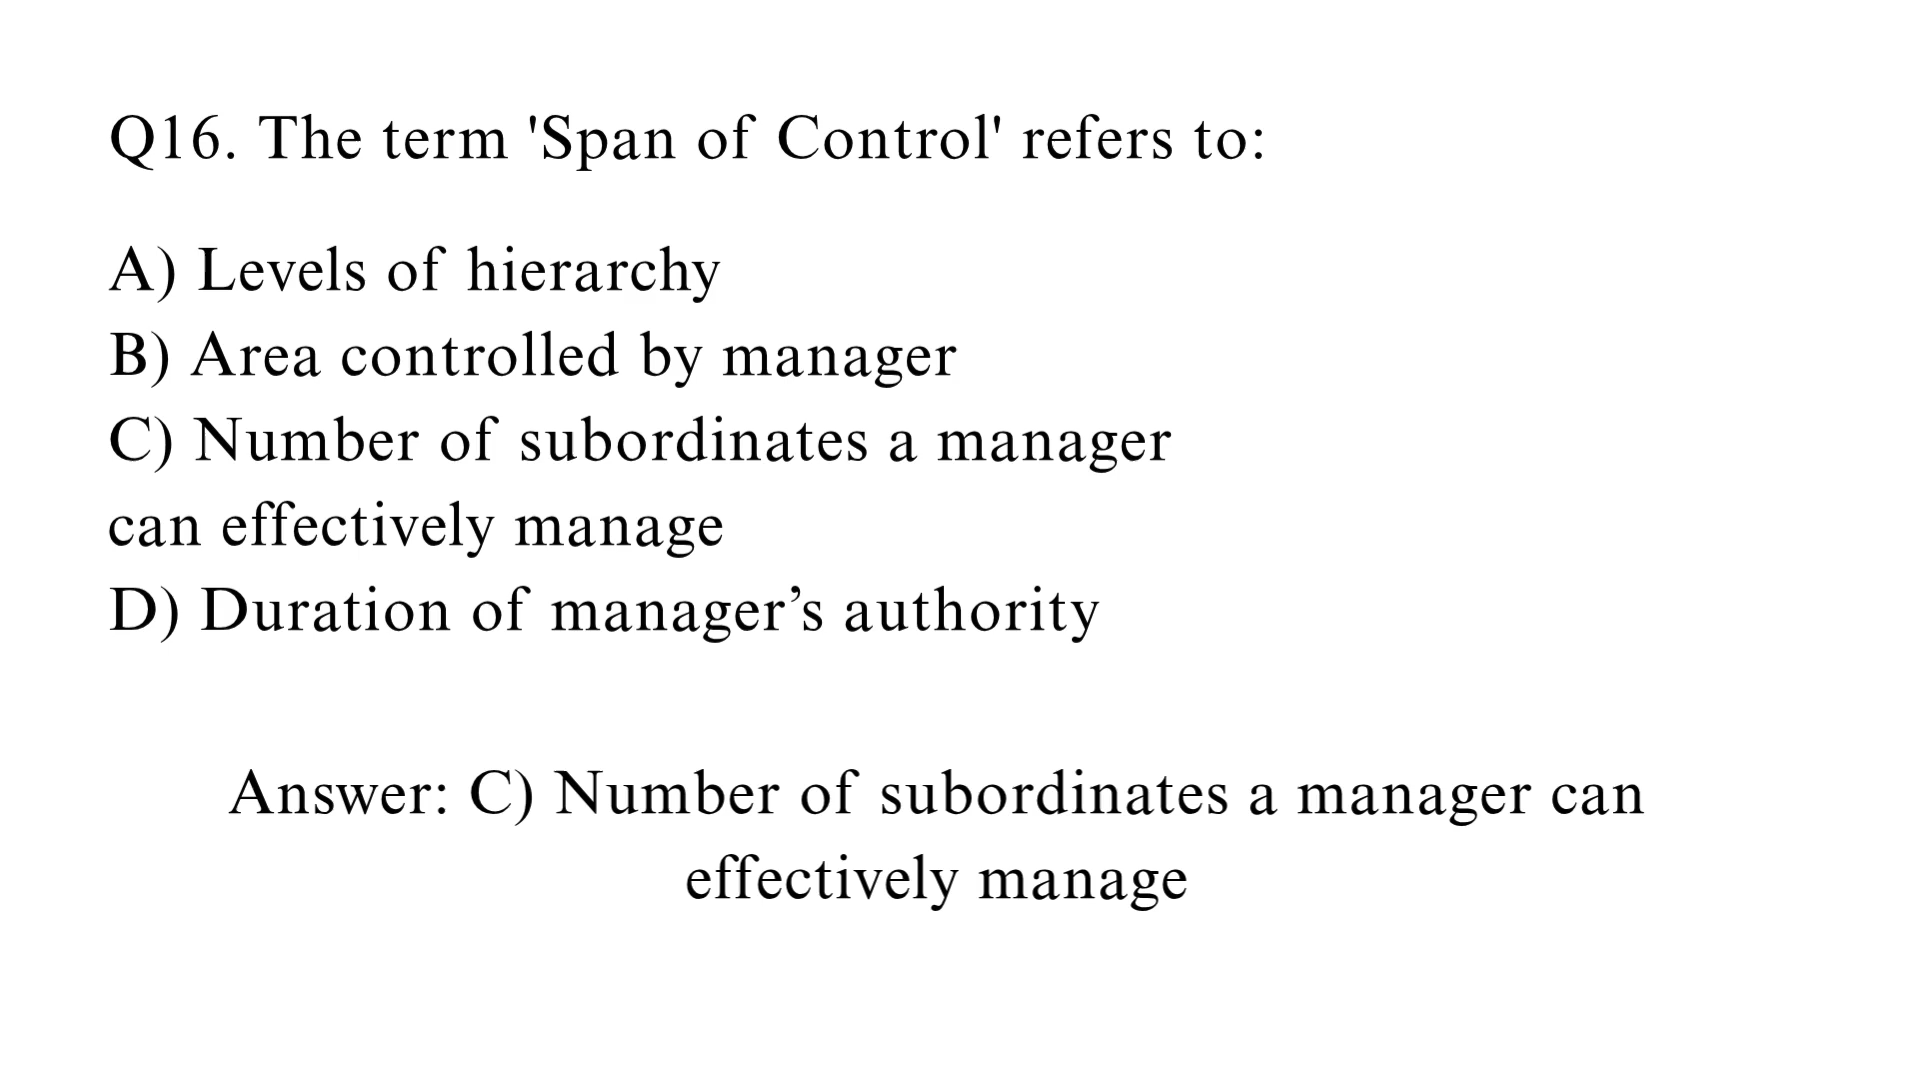 Q16. The term 'Span of Control' refers to:
A) Levels of hierarchy
B) Area controlled by manager
C) Number of subordinates a manager
can effectively manage
D) Duration of manager’s authority
Answer: C) Number of subordinates a manager can
effectively manage